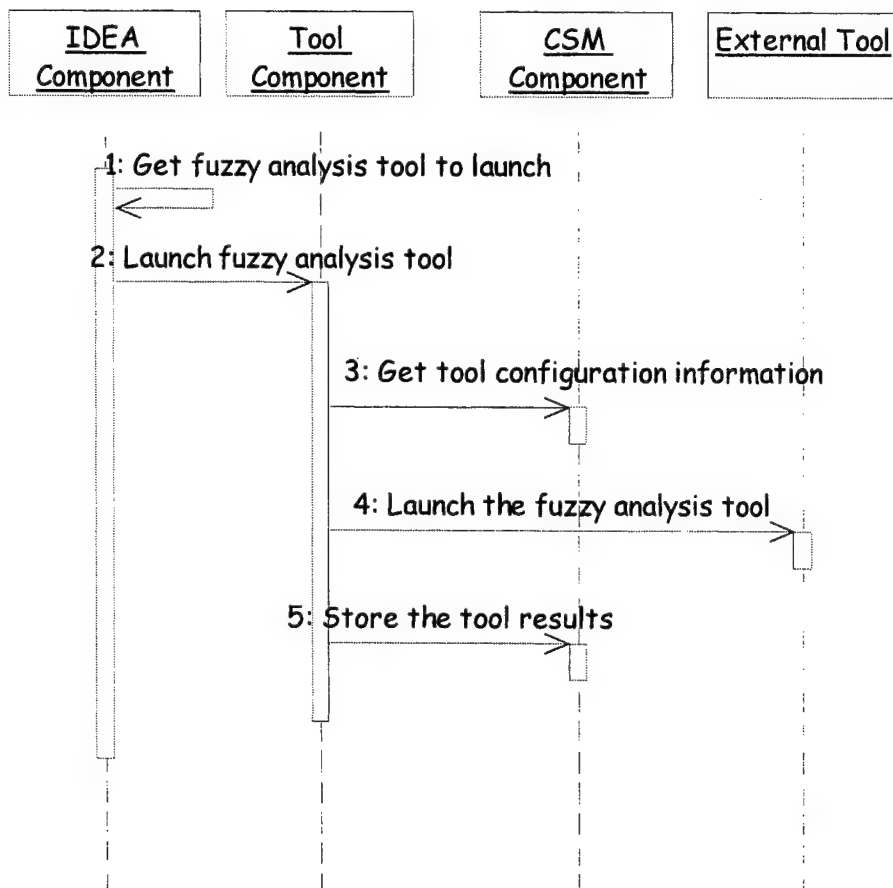 IDEA
Component
Tool
Component
CSM
Component
External Tool
1: Get fuzzy analysis tool to launch
2: Launch fuzzy analysis tool
3: Get tool configuration information
4: Launch the fuzzy analysis tool
5: Store the tool results